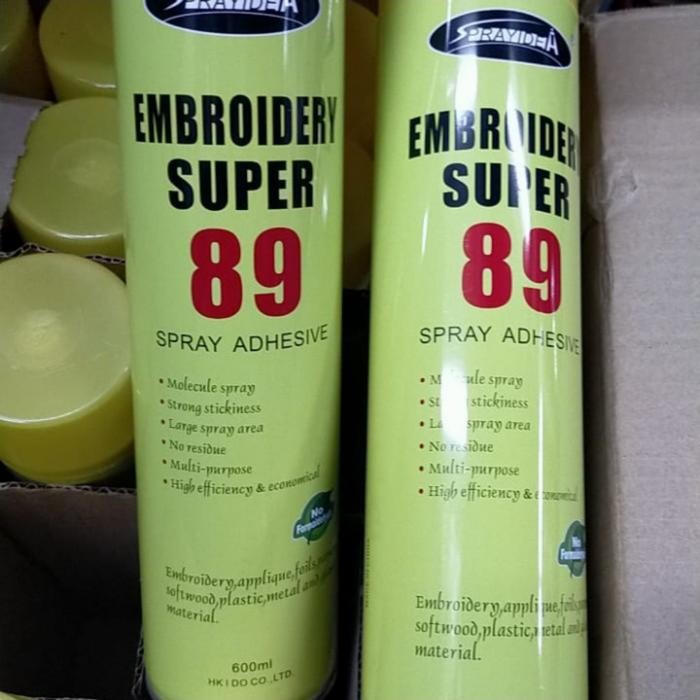 SPRAYIDEA
EMBROIDERY
SUPER
89
SPRAY ADHESIVE
• Molecule spray
• Strong stickiness
• Large spray area
• No residue
• Multi-purpose
• High efficiency & economical
No
Embroidery,applique,foils,
softwood,plastic,metal and
material.
600ml
HK I DO CO.,LTD.
SPRAYIDEA
EMBROIDER
SUPER
89
SPRAY ADHESIVE
• Molecule spray
• stickiness
• spray area
• No residue
• Multi-purpose
• High efficiency & economical
No
Embroidery,applique,foils,
softwood,plastic,metal and
material.